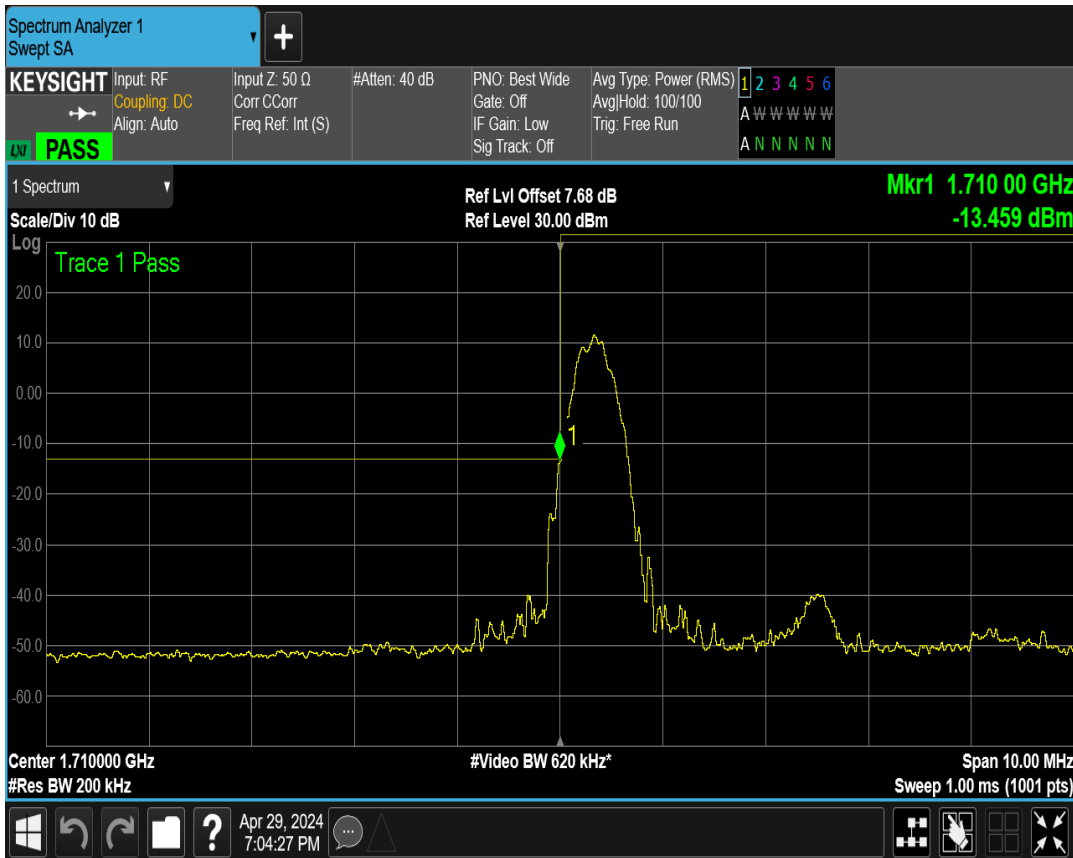 Spectrum Analyzer 1
Swept SA
+
KEYSIGHT
LXI PASS
Input: RF
Coupling: DC
Align: Auto
Input Z: 50 Ω
Corr CCorr
Freq Ref: Int (S)
#Atten: 40 dB
PNO: Best Wide
Gate: Off
IF Gain: Low
Sig Track: Off
Avg Type: Power (RMS)
Avg|Hold: 100/100
Trig: Free Run
1 2 3 4 5 6
A W W W W W
A N N N N N
1 Spectrum
Scale/Div 10 dB
Ref Lvl Offset 7.68 dB
Ref Level 30.00 dBm
Mkr1 1.710 00 GHz
-13.459 dBm
Log
Trace 1 Pass
20.0
10.0
0.00
-10.0
1
-20.0
-30.0
-40.0
-50.0
-60.0
Center 1.710000 GHz
#Video BW 620 kHz*
Span 10.00 MHz
#Res BW 200 kHz
Sweep 1.00 ms (1001 pts)
?
Apr 29, 2024
7:04:27 PM